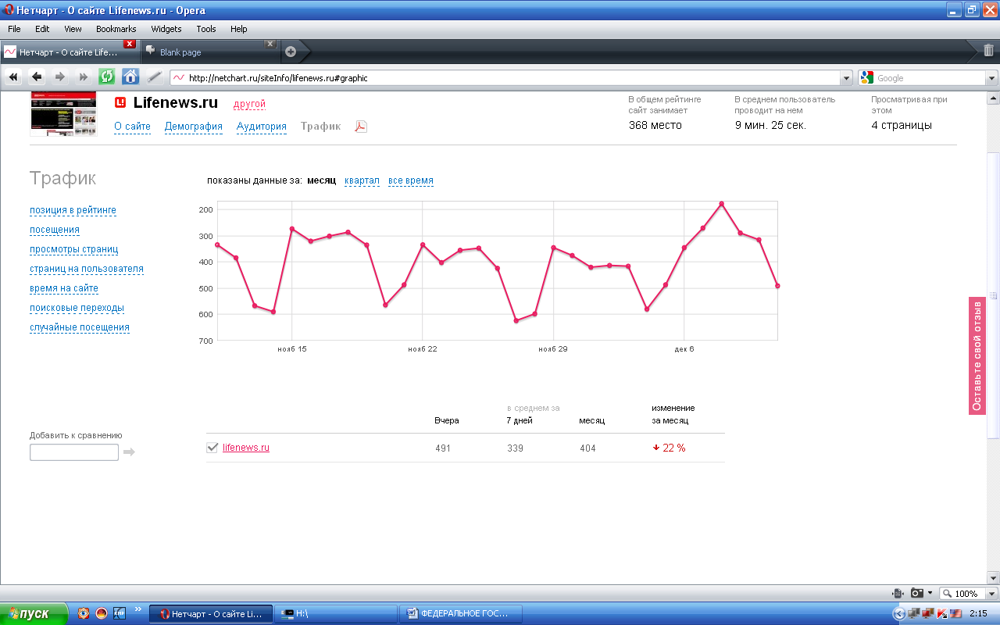 Нетчарт - О сайте Lifenews.ru - Opera
File Edit View Bookmarks Widgets Tools Help
Нетчарт - О сайте Life... Blank page
http://netchart.ru/siteInfo/lifenews.ru#graphic Google
Lifenews.ru другой
О сайте Демография Аудитория Трафик
В общем рейтинге
сайт занимает
368 место
В среднем пользователь
проводит на нем
9 мин. 25 сек.
Просматривая при
этом
4 страницы
Трафик
позиция в рейтинге
посещения
просмотры страниц
страниц на пользователя
время на сайте
поисковые переходы
случайные посещения
показаны данные за: месяц квартал все время
200
300
400
500
600
700
нояб 15 нояб 22 нояб 29 дек 6
Оставьте свой отзыв
Добавить к сравнению
в среднем за изменение
Вчера 7 дней месяц за месяц
lifenews.ru 491 339 404 22 %
100%
пуск Нетчарт - О сайте Li... H:\ ФЕДЕРАЛЬНОЕ ГОС... 2:15